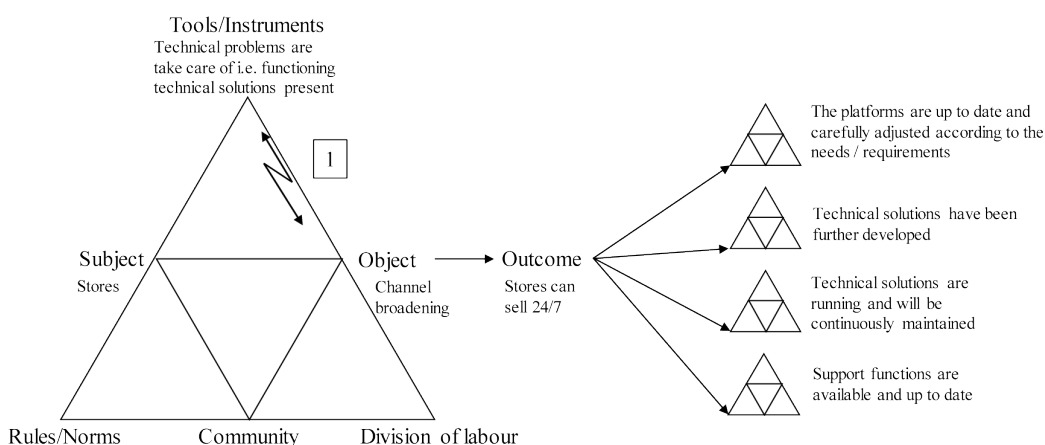 Tools/Instruments
Technical problems are
take care of i.e. functioning
technical solutions present
1
Subject
Stores
Object
Channel
broadening
Outcome
Stores can
sell 24/7
Rules/Norms
Community
Division of labour
The platforms are up to date and
carefully adjusted according to the
needs / requirements
Technical solutions have been
further developed
Technical solutions are
running and will be
continuously maintained
Support functions are
available and up to date